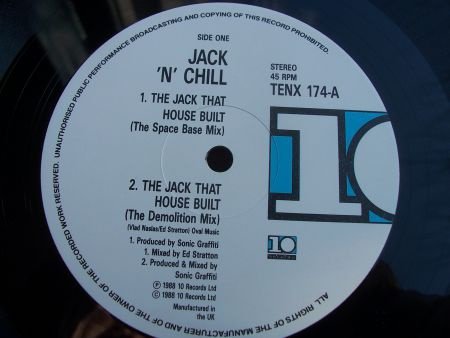 ALL RIGHTS OF THE MANUFACTURER AND OF THE OWNER OF THE RECORDED WORK RESERVED. UNAUTHORISED PUBLIC PERFORMANCE BROADCASTING AND COPYING OF THIS RECORD PROHIBITED.
SIDE ONE
JACK
'N' CHILL
STEREO
45 RPM
TENX 174-A
1. THE JACK THAT
HOUSE BUILT
(The Space Base Mix)
10
2. THE JACK THAT
HOUSE BUILT
(The Demolition Mix)
(Vlad Naslas/Ed Stratton) Oval Music
1. Produced by Sonic Graffiti
1. Mixed by Ed Stratton
2. Produced & Mixed by
Sonic Graffiti
℗ 1988 10 Records Ltd
© 1988 10 Records Ltd
Manufactured in
the UK
10